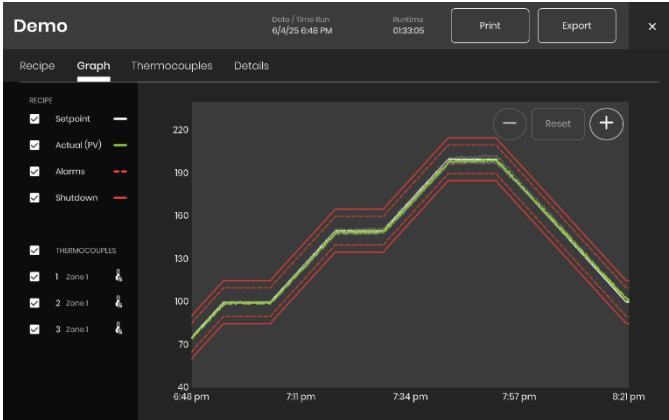 Demo
Date / Time Run
6/4/25 6:48 PM
Runtime
01:33:05
Print
Export
×
Recipe
Graph
Thermocouples
Details
RECIPE
Setpoint
Actual (PV)
Alarms
Shutdown
THERMOCOUPLES
1 Zone 1
2 Zone 1
3 Zone 1
−
Reset
+
220
190
160
130
100
70
40
6:48 pm
7:11 pm
7:34 pm
7:57 pm
8:21 pm